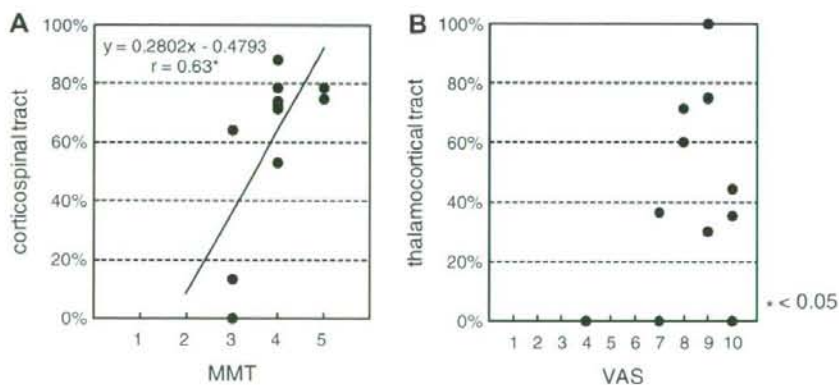 A
y = 0.2802x - 0.4793
r = 0.63*
corticospinal tract
100%
80%
60%
40%
20%
0%
1 2 3 4 5
MMT
B
thalamocortical tract
100%
80%
60%
40%
20%
0%
1 2 3 4 5 6 7 8 9 10
VAS
* < 0.05